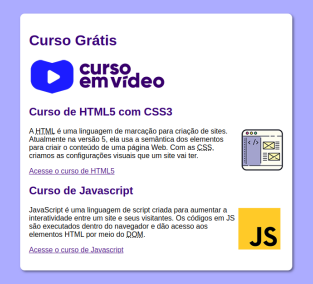 Curso Grátis
curso
em vídeo
Curso de HTML5 com CSS3
A HTML é uma linguagem de marcação para criação de sites.
Atualmente na versão 5, ela usa a semântica dos elementos
para criar o conteúdo de uma página Web. Com as CSS,
criamos as configurações visuais que um site vai ter.
</>
Acesse o curso de HTML5
Curso de Javascript
JavaScript é uma linguagem de script criada para aumentar a
interatividade entre um site e seus visitantes. Os códigos em JS
são executados dentro do navegador e dão acesso aos
elementos HTML por meio do DOM.
JS
Acesse o curso de Javascript